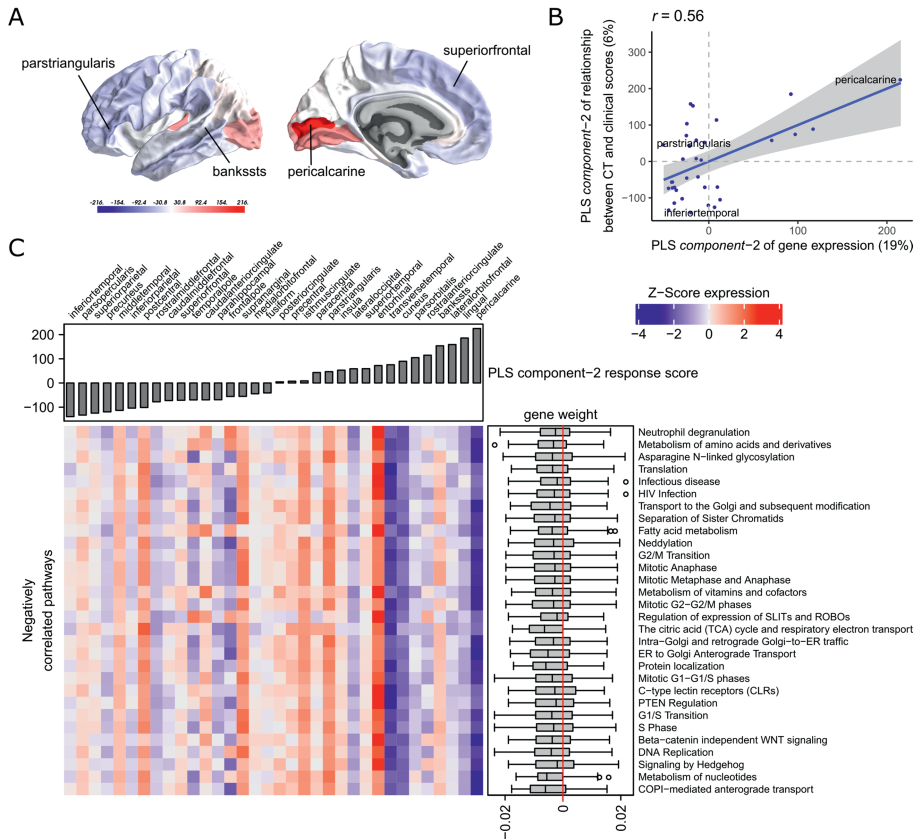 A
parstriangularis
superiorfrontal
bankssts
pericalcarine
-216. -154. -92.4 -30.8 30.8 92.4 154. 216.
B
r = 0.56
PLS component−2 of relationship
between CT and clinical scores (6%)
300
200
100
0
−100
pericalcarine
parstriangularis
inferiortemporal
0 100 200
PLS component−2 of gene expression (19%)
C
inferiortemporal
parsopercularis
superiorparietal
precuneus
middletemporal
inferiorparietal
postcentral
rostralmiddlefrontal
caudalmiddlefrontal
superiorfrontal
temporalpole
caudalanteriorcingulate
parahippocampal
frontalpole
supramarginal
medialorbitofrontal
fusiform
posteriorcingulate
precentral
isthmuscingulate
paracentral
parstriangularis
insula
lateraloccipital
superiortemporal
entorhinal
transversetemporal
cuneus
parsorbitalis
rostralanteriorcingulate
bankssts
lateralorbitofrontal
lingual
pericalcarine
Z−Score expression
−4 −2 0 2 4
200
100
0
−100
PLS component−2 response score
gene weight
Negatively
correlated pathways
Neutrophil degranulation
Metabolism of amino acids and derivatives
Asparagine N−linked glycosylation
Translation
Infectious disease
HIV Infection
Transport to the Golgi and subsequent modification
Separation of Sister Chromatids
Fatty acid metabolism
Neddylation
G2/M Transition
Mitotic Anaphase
Mitotic Metaphase and Anaphase
Metabolism of vitamins and cofactors
Mitotic G2−G2/M phases
Regulation of expression of SLITs and ROBOs
The citric acid (TCA) cycle and respiratory electron transport
Intra−Golgi and retrograde Golgi−to−ER traffic
ER to Golgi Anterograde Transport
Protein localization
Mitotic G1−G1/S phases
C−type lectin receptors (CLRs)
PTEN Regulation
G1/S Transition
S Phase
Beta−catenin independent WNT signaling
DNA Replication
Signaling by Hedgehog
Metabolism of nucleotides
COPI−mediated anterograde transport
−0.02
0
0.02